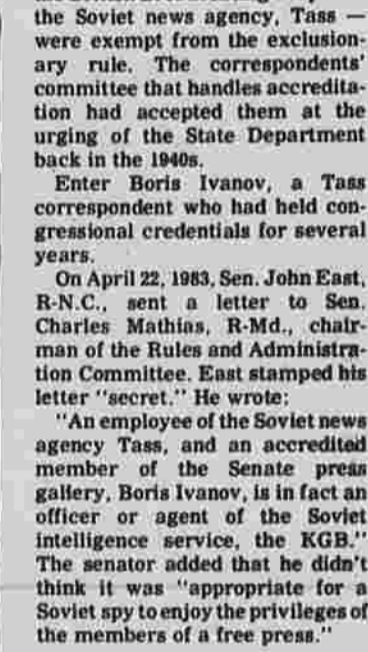 the Soviet news agency, Tass —
were exempt from the exclusion-
ary rule. The correspondents'
committee that handles accredita-
tion had accepted them at the
urging of the State Department
back in the 1940s.
Enter Boris Ivanov, a Tass
correspondent who had held con-
gressional credentials for several
years.
On April 22, 1983, Sen. John East,
R-N.C., sent a letter to Sen.
Charles Mathias, R-Md., chair-
man of the Rules and Administra-
tion Committee. East stamped his
letter "secret." He wrote:
"An employee of the Soviet news
agency Tass, and an accredited
member of the Senate press
gallery, Boris Ivanov, is in fact an
officer or agent of the Soviet
intelligence service, the KGB."
The senator added that he didn't
think it was "appropriate for a
Soviet spy to enjoy the privileges of
the members of a free press."